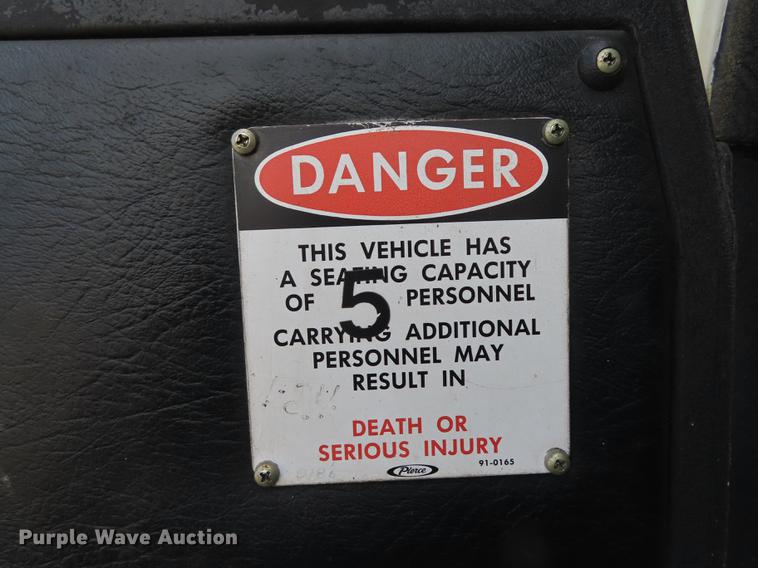 DANGER
THIS VEHICLE HAS
A SEATING CAPACITY
OF 5 PERSONNEL
CARRYING ADDITIONAL
PERSONNEL MAY
RESULT IN
DEATH OR
SERIOUS INJURY
Pierce 91-0165
Purple Wave Auction